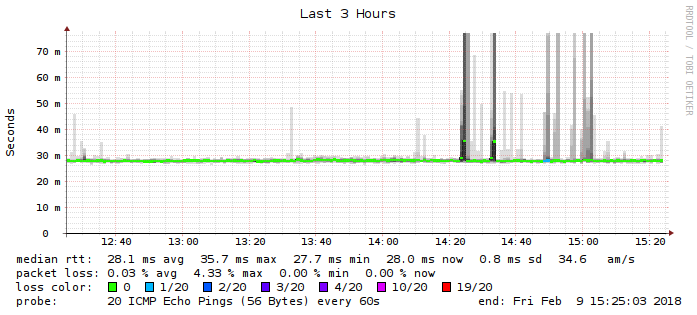 Last 3 Hours
RRDTOOL / TOBI OETIKER
Seconds
70 m
60 m
50 m
40 m
30 m
20 m
10 m
0
12:40 13:00 13:20 13:40 14:00 14:20 14:40 15:00 15:20
median rtt: 28.1 ms avg 35.7 ms max 27.7 ms min 28.0 ms now 0.8 ms sd 34.6 am/s
packet loss: 0.03 % avg 4.33 % max 0.00 % min 0.00 % now
loss color: 0 1/20 2/20 3/20 4/20 10/20 19/20
probe: 20 ICMP Echo Pings (56 Bytes) every 60s end: Fri Feb 9 15:25:03 2018